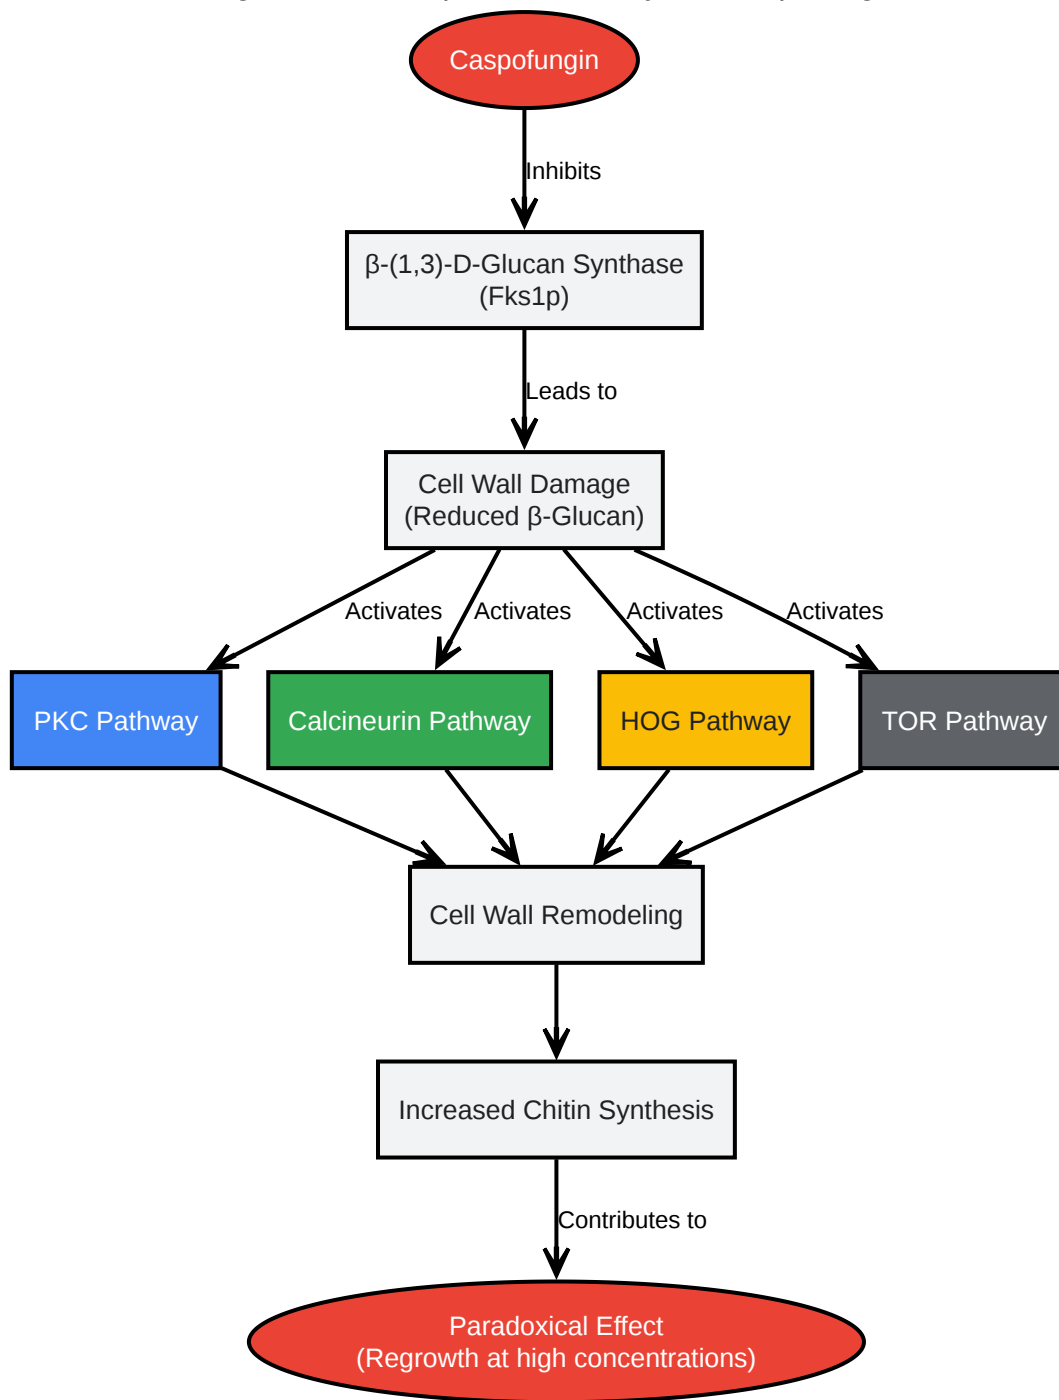 Caspofungin
Inhibits
β-(1,3)-D-Glucan Synthase
(Fks1p)
Leads to
Cell Wall Damage
(Reduced β-Glucan)
Activates
Activates
Activates
Activates
PKC Pathway
Calcineurin Pathway
HOG Pathway
TOR Pathway
Cell Wall Remodeling
Increased Chitin Synthesis
Contributes to
Paradoxical Effect
(Regrowth at high concentrations)